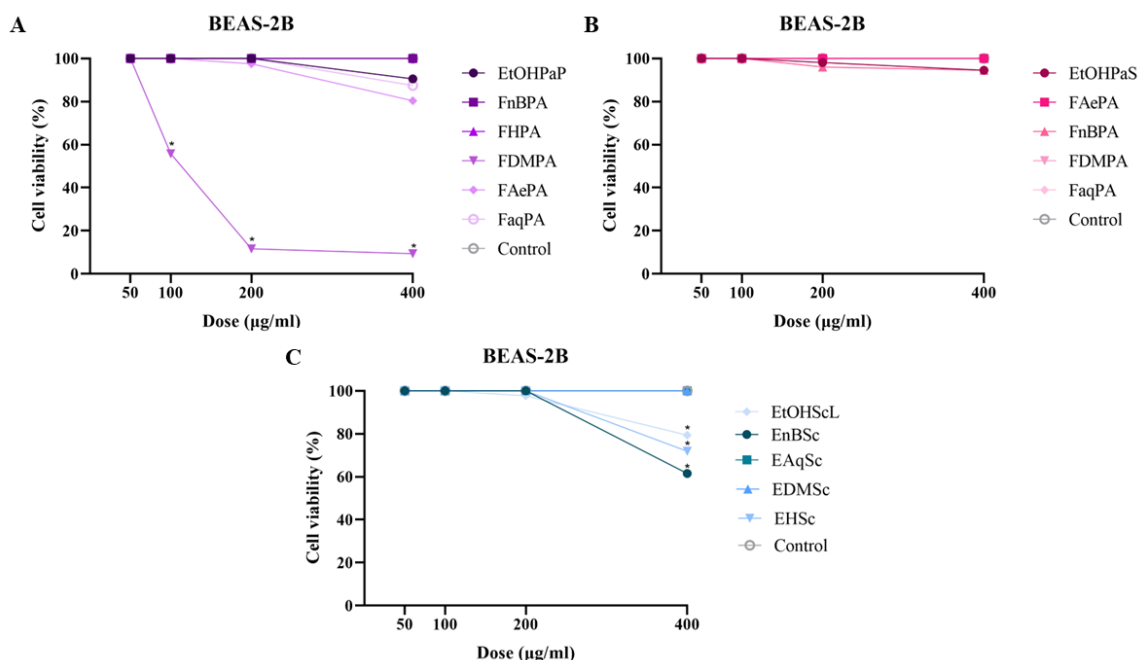 A
BEAS-2B
Cell viability (%)
100
80
60
40
20
0
*
*
*
50
100
200
400
Dose (μg/ml)
EtOHPaP
FnBPA
FHPA
FDMPA
FAePA
FaqPA
Control
B
BEAS-2B
Cell viability (%)
100
80
60
40
20
0
50
100
200
400
Dose (μg/ml)
EtOHPaS
FAePA
FnBPA
FDMPA
FaqPA
Control
C
BEAS-2B
Cell viability (%)
100
80
60
40
20
0
*
*
*
50
100
200
400
Dose (μg/ml)
EtOHScL
EnBSc
EAqSc
EDMSc
EHSc
Control